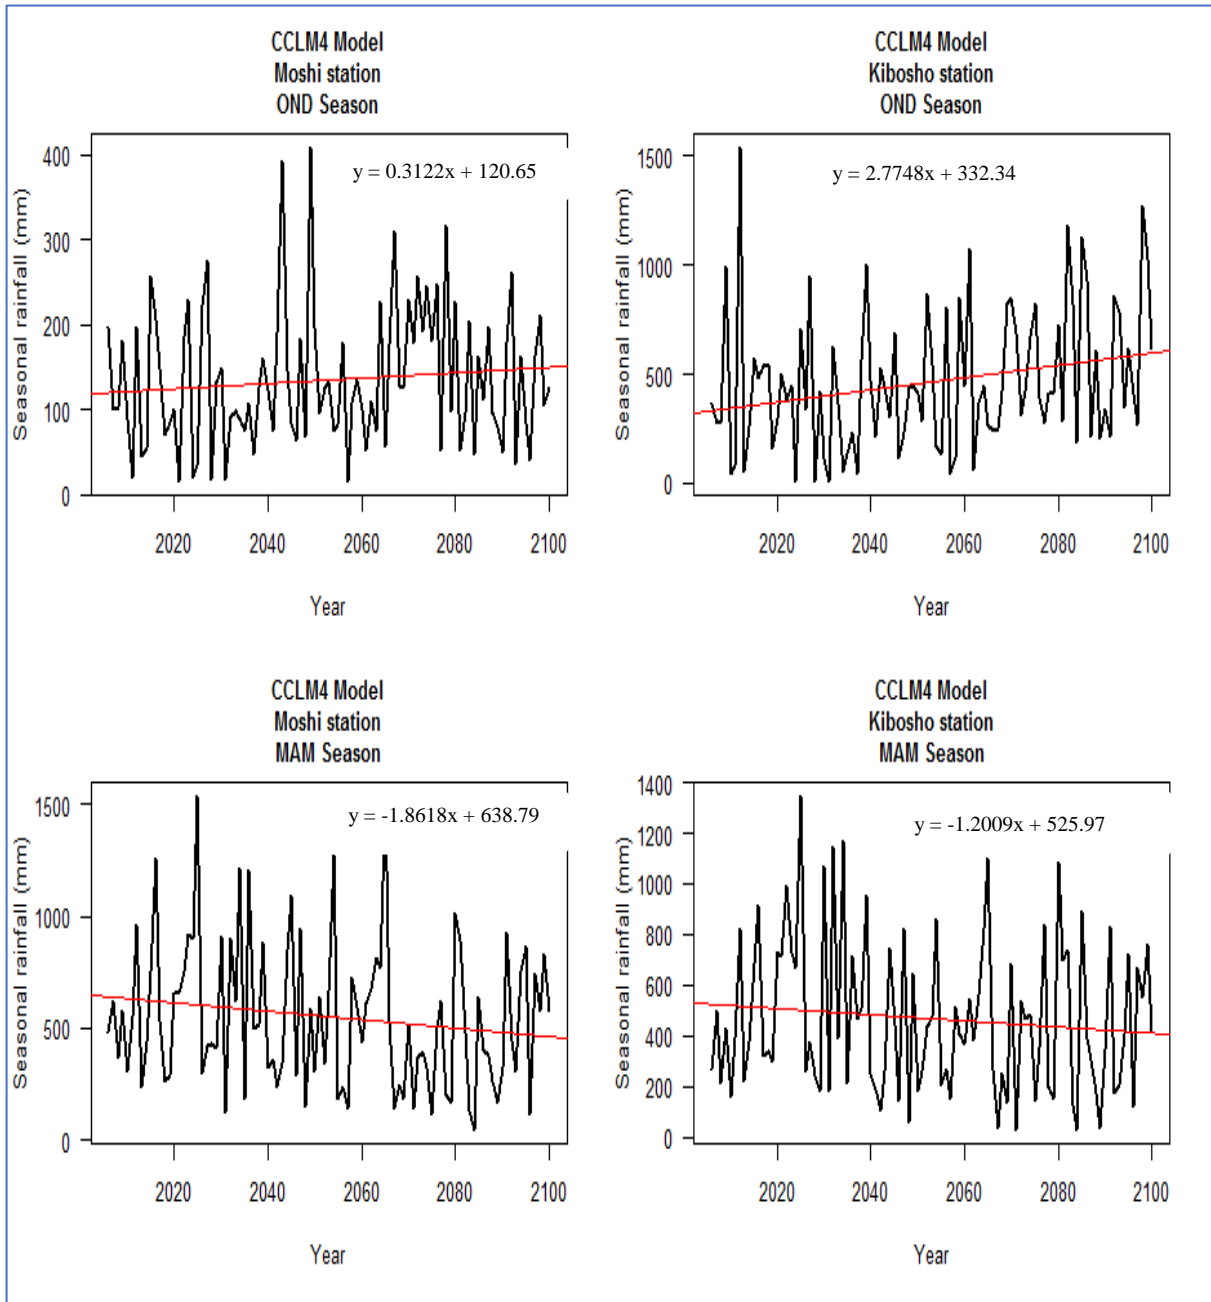 CCLM4 Model
Moshi station
OND Season
y = 0.3122x + 120.65
Seasonal rainfall (mm)
400
300
200
100
0
2020 2040 2060 2080 2100
Year
CCLM4 Model
Kibosho station
OND Season
y = 2.7748x + 332.34
Seasonal rainfall (mm)
1500
1000
500
0
2020 2040 2060 2080 2100
Year
CCLM4 Model
Moshi station
MAM Season
y = -1.8618x + 638.79
Seasonal rainfall (mm)
1500
1000
500
0
2020 2040 2060 2080 2100
Year
CCLM4 Model
Kibosho station
MAM Season
y = -1.2009x + 525.97
Seasonal rainfall (mm)
1400
1200
1000
800
600
400
200
0
2020 2040 2060 2080 2100
Year